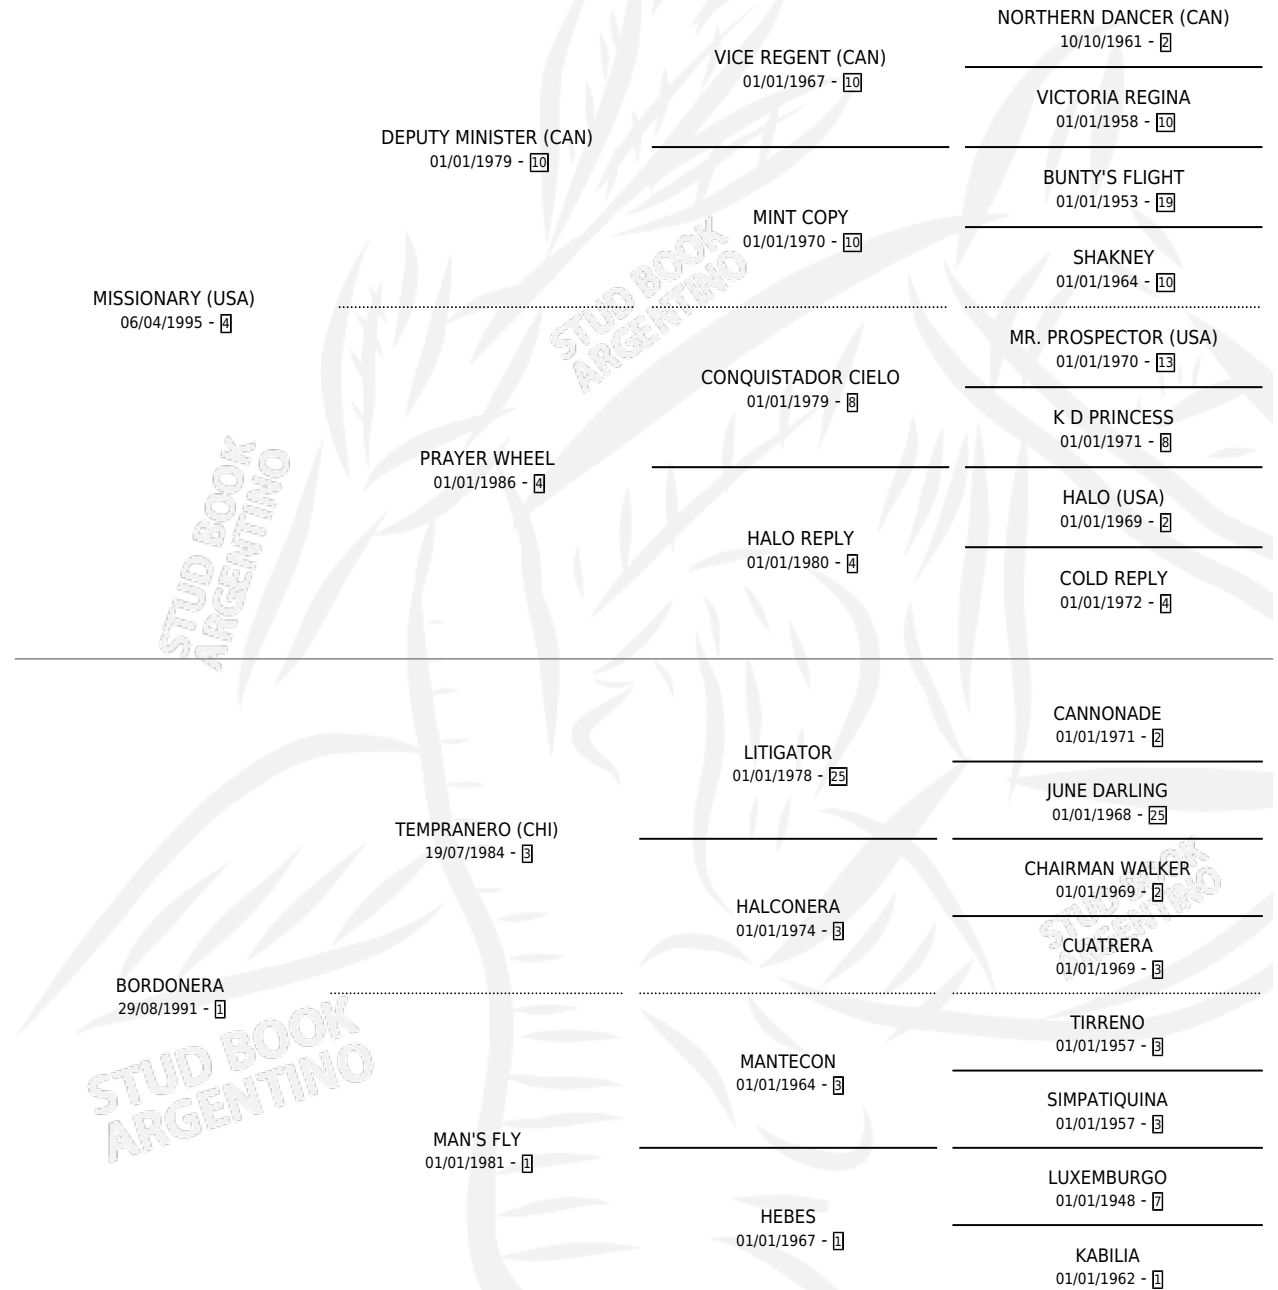 NORTHERN DANCER (CAN)
10/10/1961 - 2
VICE REGENT (CAN)
01/01/1967 - 10
VICTORIA REGINA
01/01/1958 - 10
DEPUTY MINISTER (CAN)
01/01/1979 - 10
BUNTY'S FLIGHT
01/01/1953 - 19
MINT COPY
01/01/1970 - 10
SHAKNEY
01/01/1964 - 10
MISSIONARY (USA)
06/04/1995 - 4
STUD BOOK
ARGENTINO
MR. PROSPECTOR (USA)
01/01/1970 - 13
CONQUISTADOR CIELO
01/01/1979 - 8
K D PRINCESS
01/01/1971 - 8
PRAYER WHEEL
01/01/1986 - 4
HALO (USA)
01/01/1969 - 2
HALO REPLY
01/01/1980 - 4
COLD REPLY
01/01/1972 - 4
STUD BOOK
ARGENTINO
CANNONADE
01/01/1971 - 2
LITIGATOR
01/01/1978 - 25
JUNE DARLING
01/01/1968 - 25
TEMPRANERO (CHI)
19/07/1984 - 3
CHAIRMAN WALKER
01/01/1969 - 2
HALCONERA
01/01/1974 - 3
CUATRERA
01/01/1969 - 3
STUD BOOK
ARGENTINO
BORDONERA
29/08/1991 - 1
TIRRENO
01/01/1957 - 3
MANTECON
01/01/1964 - 3
SIMPATIQUINA
01/01/1957 - 3
STUD BOOK
ARGENTINO
MAN'S FLY
01/01/1981 - 1
LUXEMBURGO
01/01/1948 - 7
HEBES
01/01/1967 - 1
KABILIA
01/01/1962 - 1